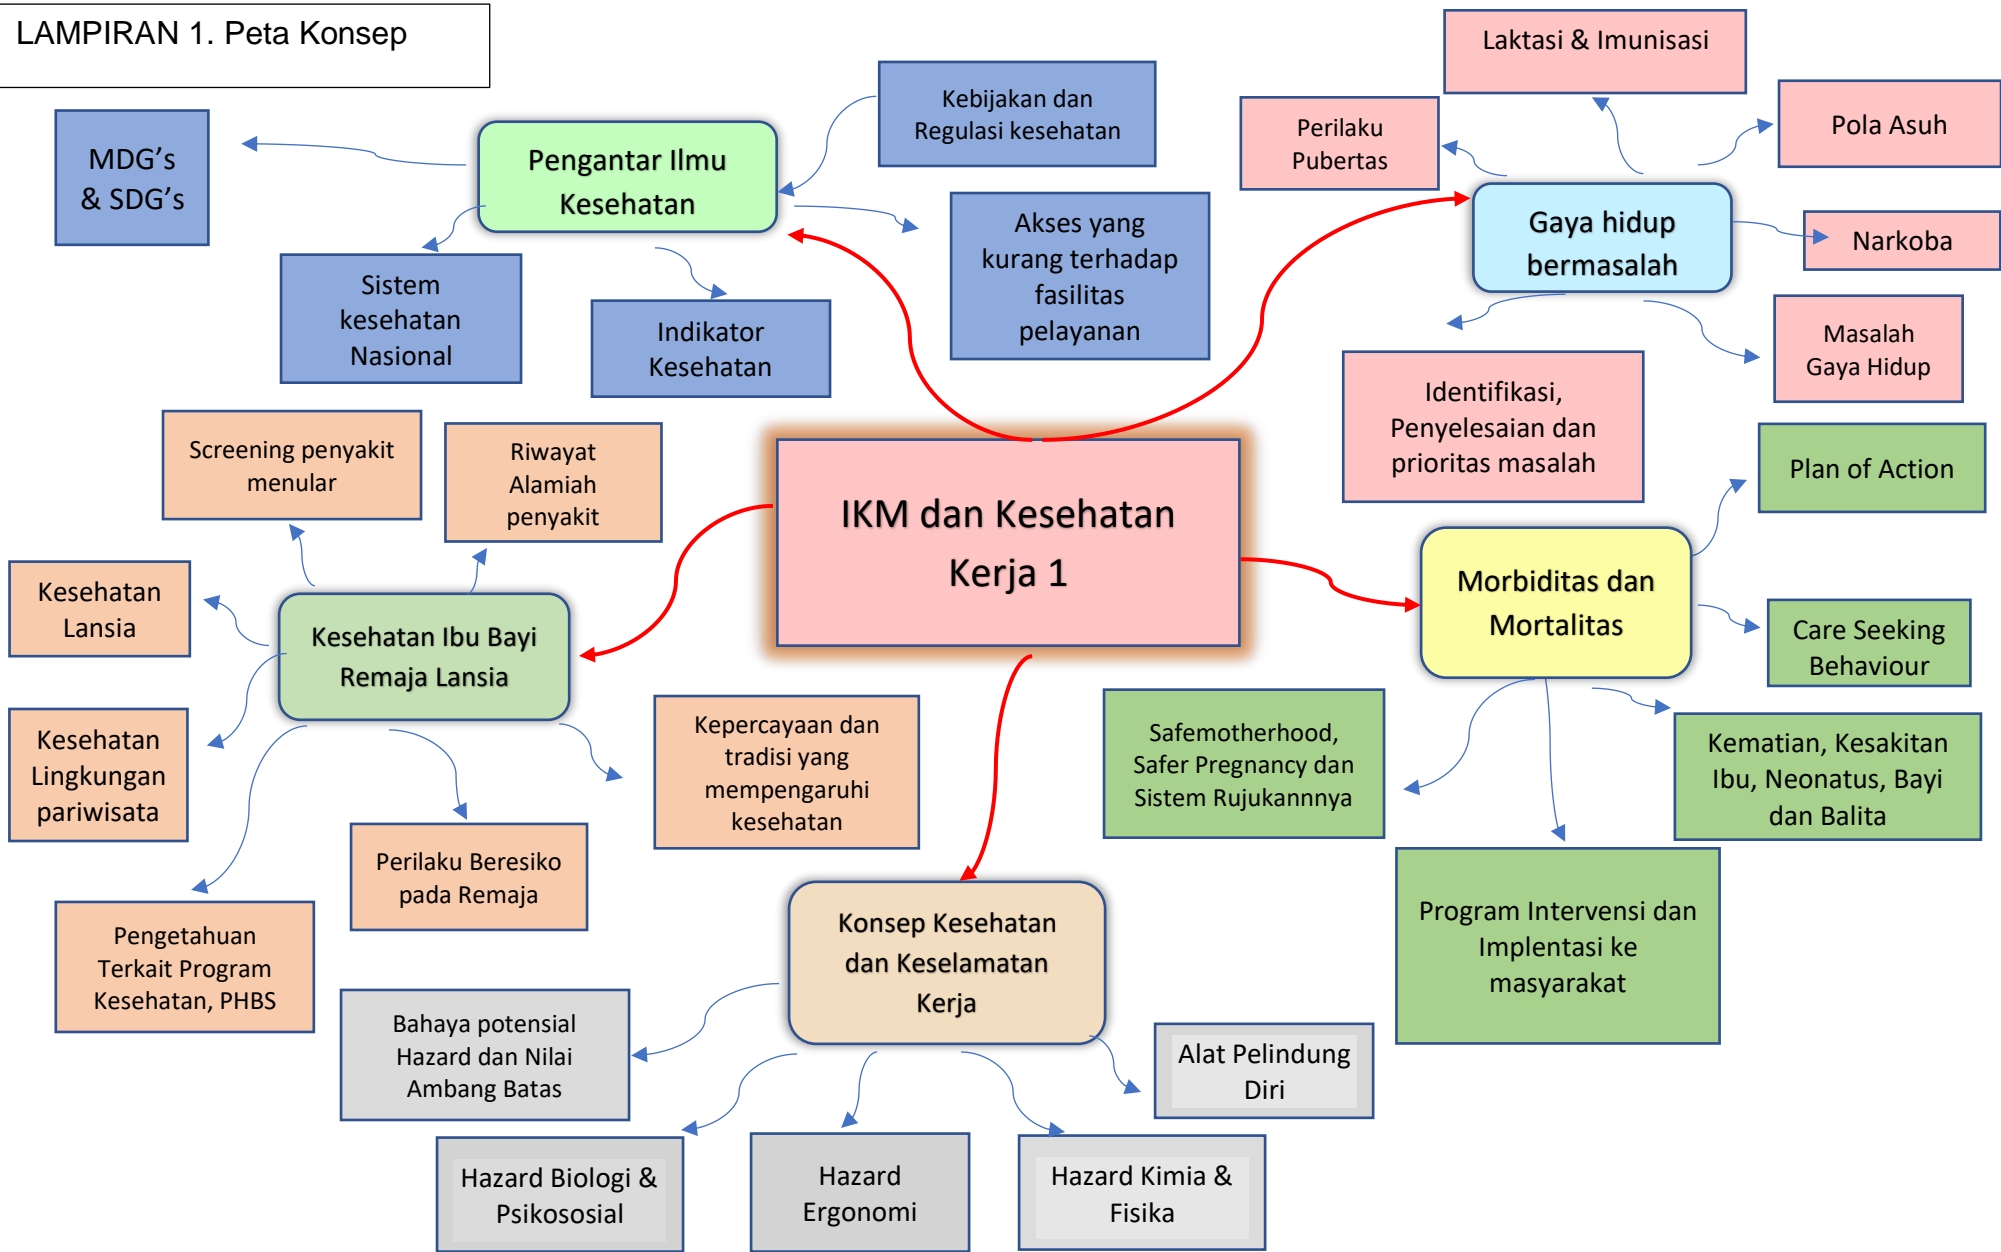 LAMPIRAN 1. Peta Konsep
MDG’s
& SDG’s
Pengantar Ilmu
Kesehatan
Kebijakan dan
Regulasi kesehatan
Akses yang
kurang terhadap
fasilitas
pelayanan
Sistem
kesehatan
Nasional
Indikator
Kesehatan
Laktasi & Imunisasi
Perilaku
Pubertas
Pola Asuh
Gaya hidup
bermasalah
Narkoba
Masalah
Gaya Hidup
Identifikasi,
Penyelesaian dan
prioritas masalah
IKM dan Kesehatan
Kerja 1
Screening penyakit
menular
Riwayat
Alamiah
penyakit
Kesehatan
Lansia
Kesehatan Ibu Bayi
Remaja Lansia
Kesehatan
Lingkungan
pariwisata
Kepercayaan dan
tradisi yang
mempengaruhi
kesehatan
Perilaku Beresiko
pada Remaja
Pengetahuan
Terkait Program
Kesehatan, PHBS
Plan of Action
Morbiditas dan
Mortalitas
Care Seeking
Behaviour
Safemotherhood,
Safer Pregnancy dan
Sistem Rujukannnya
Kematian, Kesakitan
Ibu, Neonatus, Bayi
dan Balita
Program Intervensi dan
Implentasi ke
masyarakat
Konsep Kesehatan
dan Keselamatan
Kerja
Bahaya potensial
Hazard dan Nilai
Ambang Batas
Alat Pelindung
Diri
Hazard Biologi &
Psikososial
Hazard
Ergonomi
Hazard Kimia &
Fisika